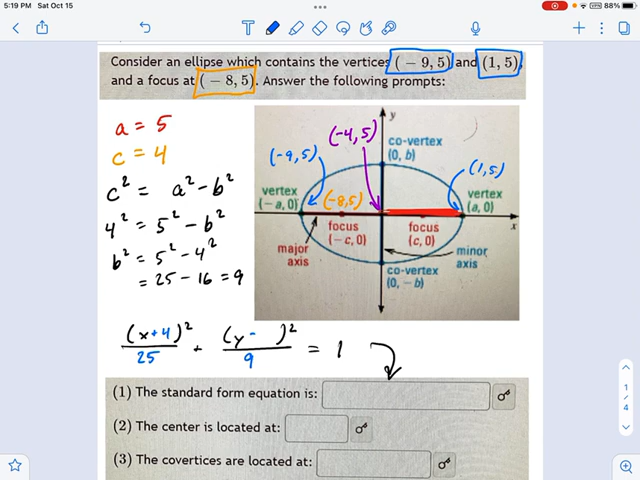 5:19 PM Sat Oct 15
88%
Consider an ellipse which contains the vertices (−9, 5) and (1, 5),
and a focus at (−8, 5). Answer the following prompts:
a = 5
c = 4
c² = a² - b²
4² = 5² - b²
b² = 5² - 4²
= 25 - 16 = 9
(-4, 5)
y
(-9, 5)
co-vertex
(0, b)
(1, 5)
vertex
(−a, 0)
(-8, 5)
vertex
(a, 0)
x
focus
(−c, 0)
focus
(c, 0)
major
axis
minor
axis
co-vertex
(0, −b)
(x+4)²/25 + (y- )²/9 = 1
(1) The standard form equation is:
(2) The center is located at:
(3) The covertices are located at:
1
4